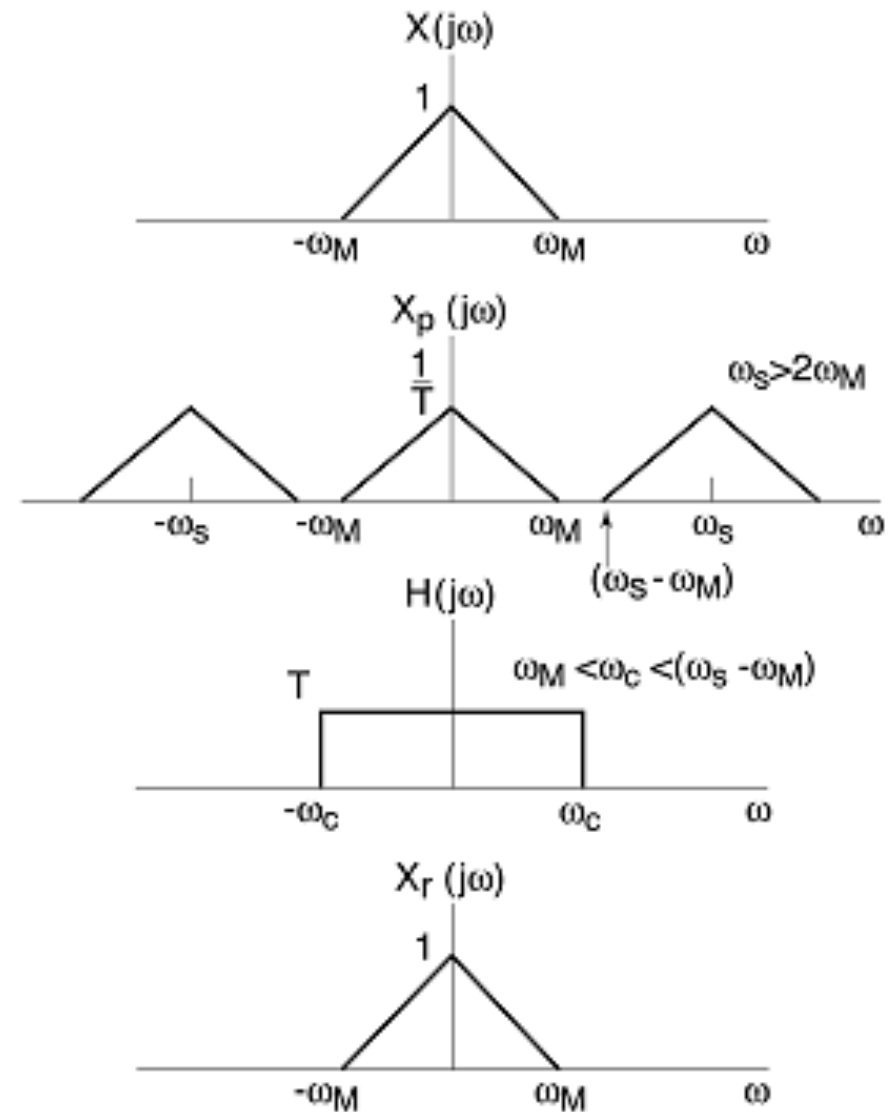 X(jω)
1
-ωM ωM ω
Xp (jω)
1
T
ωs>2ωM
-ωs -ωM ωM ωs ω
(ωs - ωM)
H(jω)
T
ωM <ωc <(ωs -ωM)
-ωc ωc ω
Xr (jω)
1
-ωM ωM ω